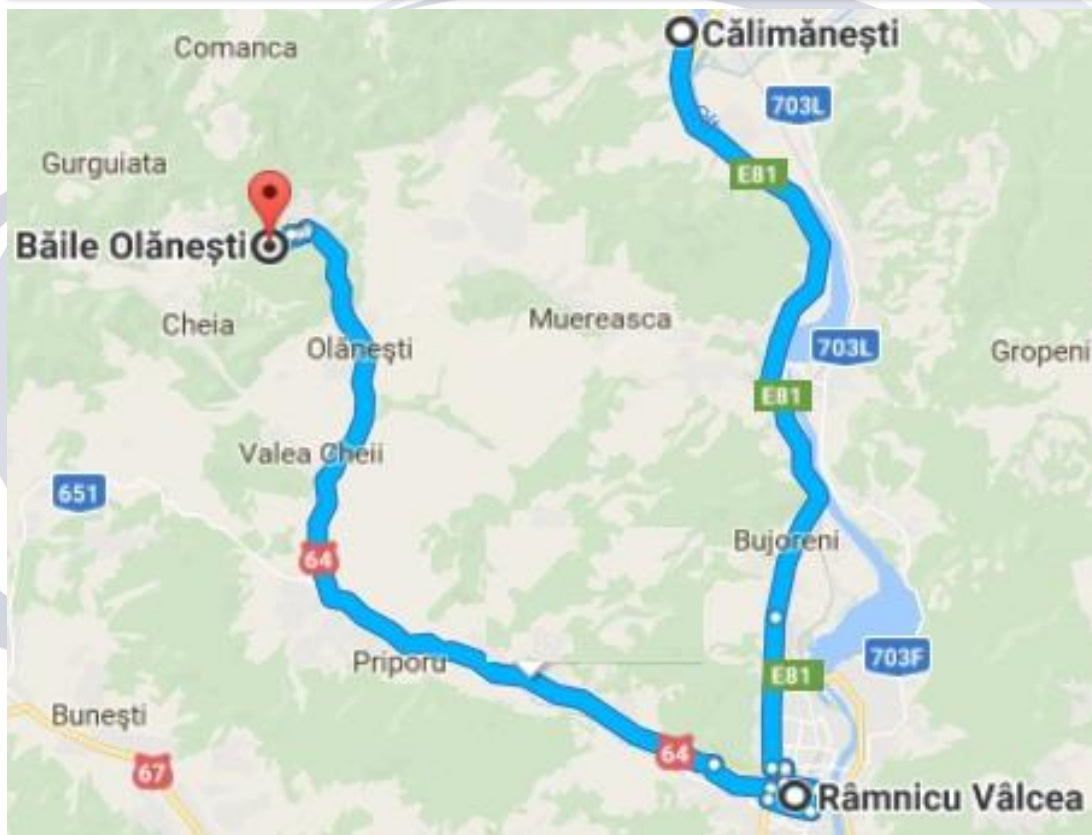 Călimănești
Comanca
703L
Gurguiata
E81
Băile Olănești
Cheia
Muereasca
Olănești
703L
Gropeni
E81
Valea Cheii
651
Bujoreni
64
Priporu
703F
E81
Bunești
64
67
Râmnicu Vâlcea